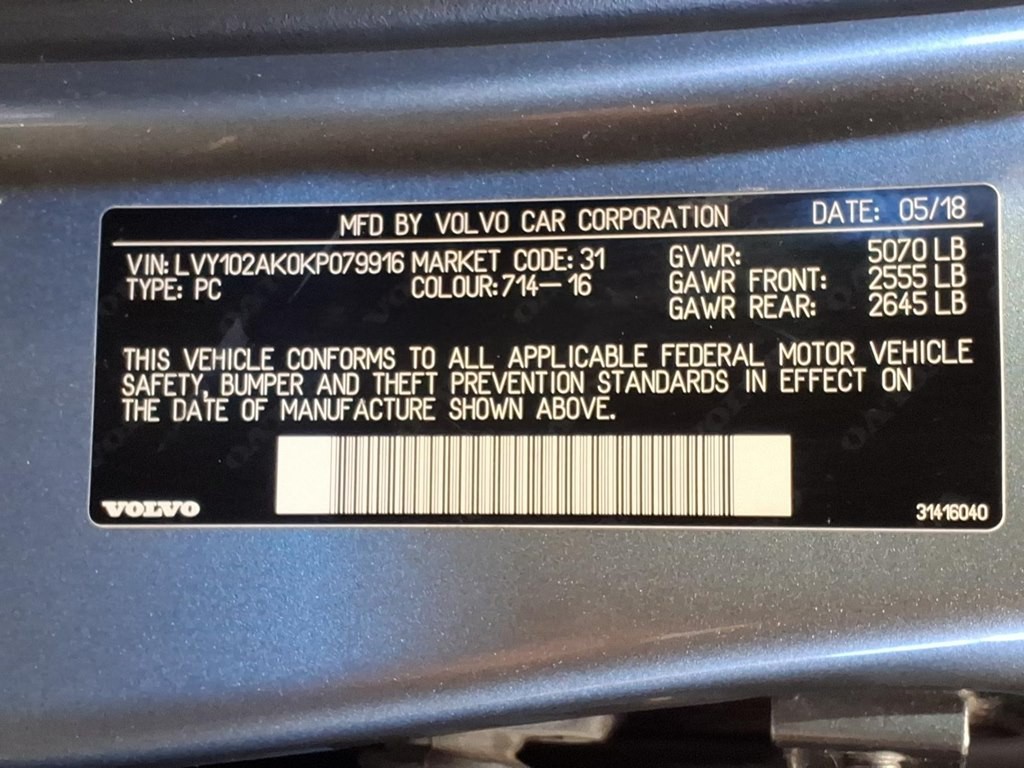 MFD BY VOLVO CAR CORPORATION DATE: 05/18
VIN: LVY102AK0KP079916 MARKET CODE: 31 GVWR: 5070 LB
TYPE: PC COLOUR: 714-16 GAWR FRONT: 2555 LB
GAWR REAR: 2645 LB
THIS VEHICLE CONFORMS TO ALL APPLICABLE FEDERAL MOTOR VEHICLE
SAFETY, BUMPER AND THEFT PREVENTION STANDARDS IN EFFECT ON
THE DATE OF MANUFACTURE SHOWN ABOVE.
VOLVO 31416040